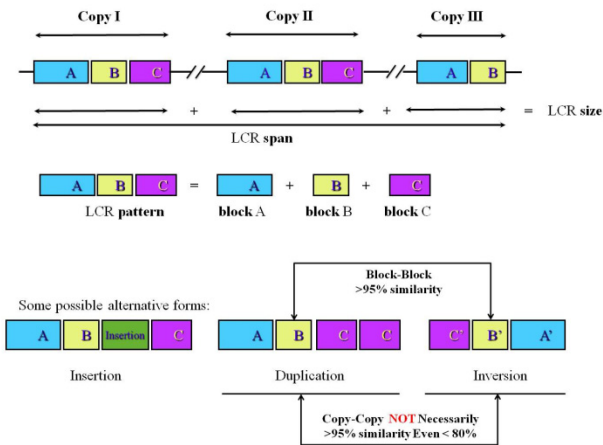 Copy I Copy II Copy III
A B C A B C A B
+ + = LCR size
LCR span
A B C = A + B + C
LCR pattern block A block B block C
Block-Block
>95% similarity
Some possible alternative forms:
A B Insertion C A B C C C' B' A'
Insertion Duplication Inversion
Copy-Copy NOT Necessarily
>95% similarity Even < 80%